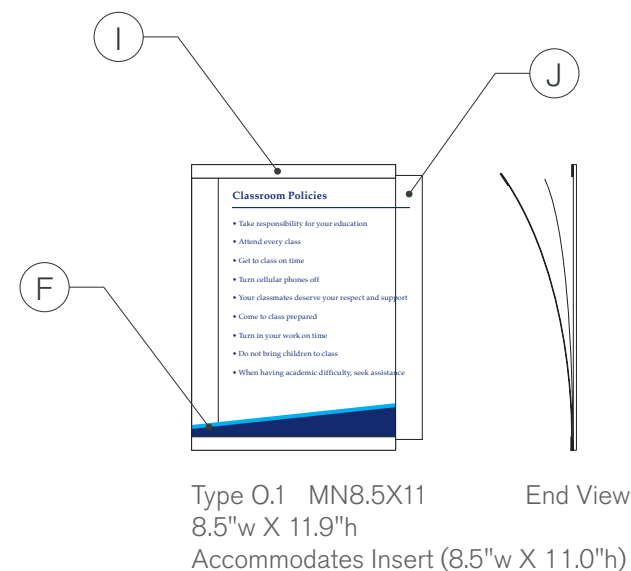 I
J
Classroom Policies
• Take responsibility for your education
• Attend every class
• Get to class on time
• Turn cellular phones off
F
• Your classmates deserve your respect and support
• Come to class prepared
• Turn in your work on time
• Do not bring children to class
• When having academic difficulty, seek assistance
Type O.1 MN8.5X11 End View
8.5"w X 11.9"h
Accommodates Insert (8.5"w X 11.0"h)